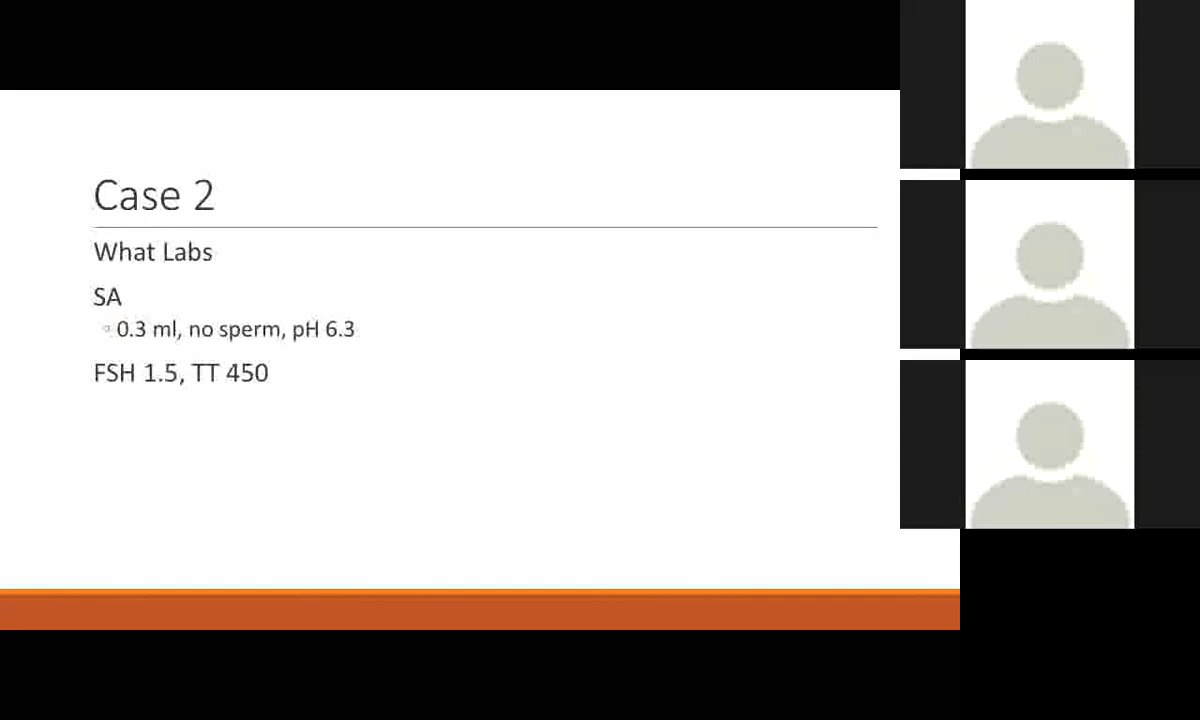 Case 2
What Labs
SA
◦ 0.3 ml, no sperm, pH 6.3
FSH 1.5, TT 450